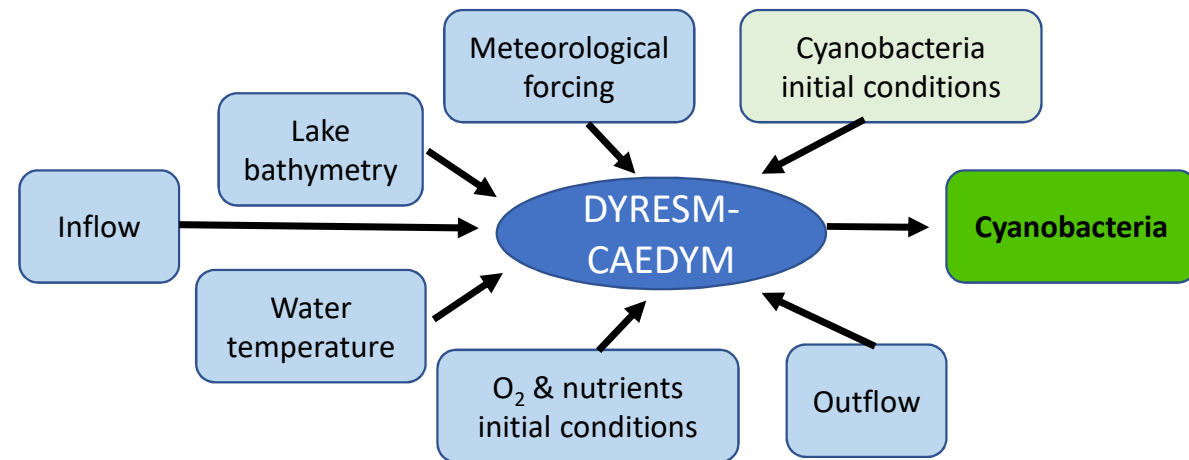 Meteorological
forcing
Cyanobacteria
initial conditions
Lake
bathymetry
Inflow
DYRESM-
CAEDYM
Cyanobacteria
Water
temperature
O₂ & nutrients
initial conditions
Outflow